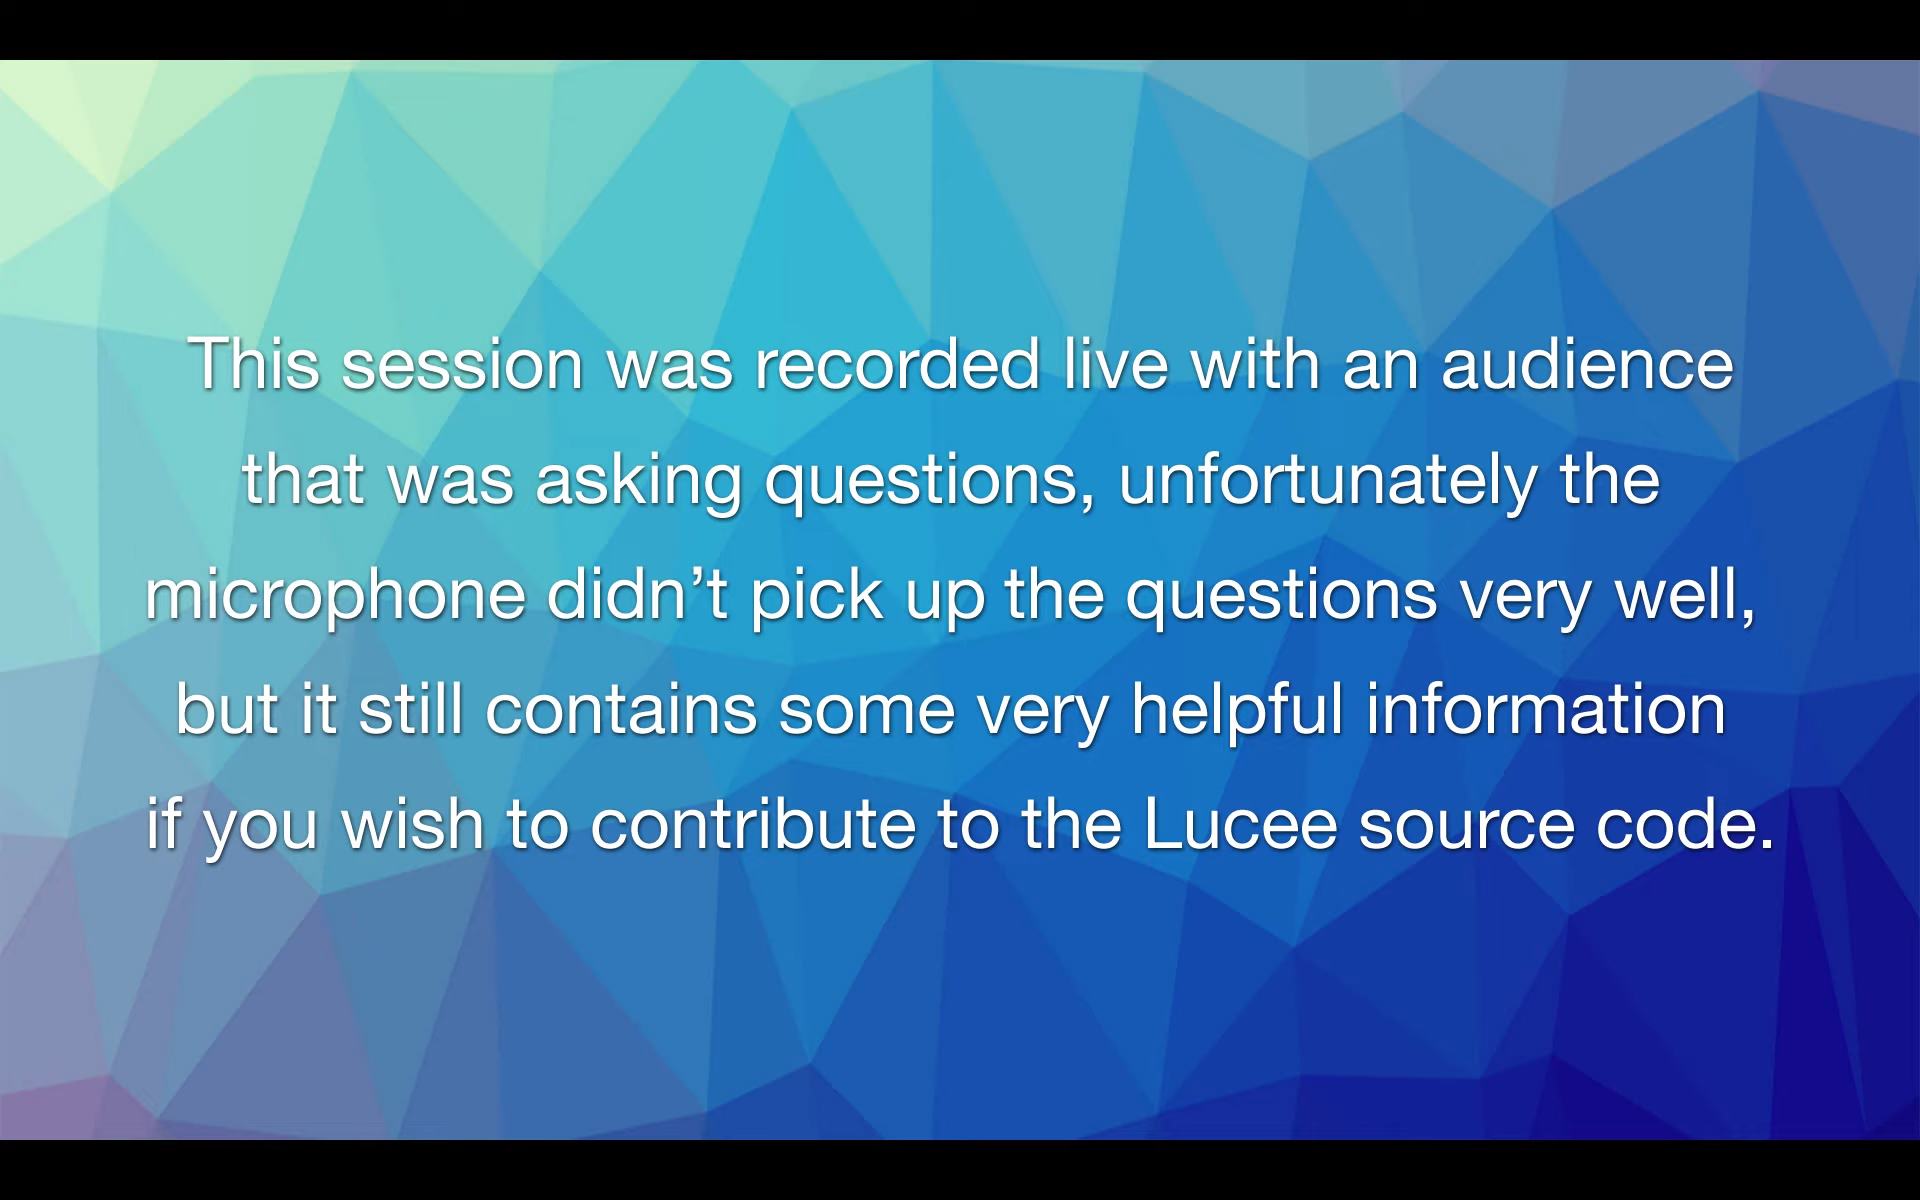 This session was recorded live with an audience
that was asking questions, unfortunately the
microphone didn’t pick up the questions very well,
but it still contains some very helpful information
if you wish to contribute to the Lucee source code.